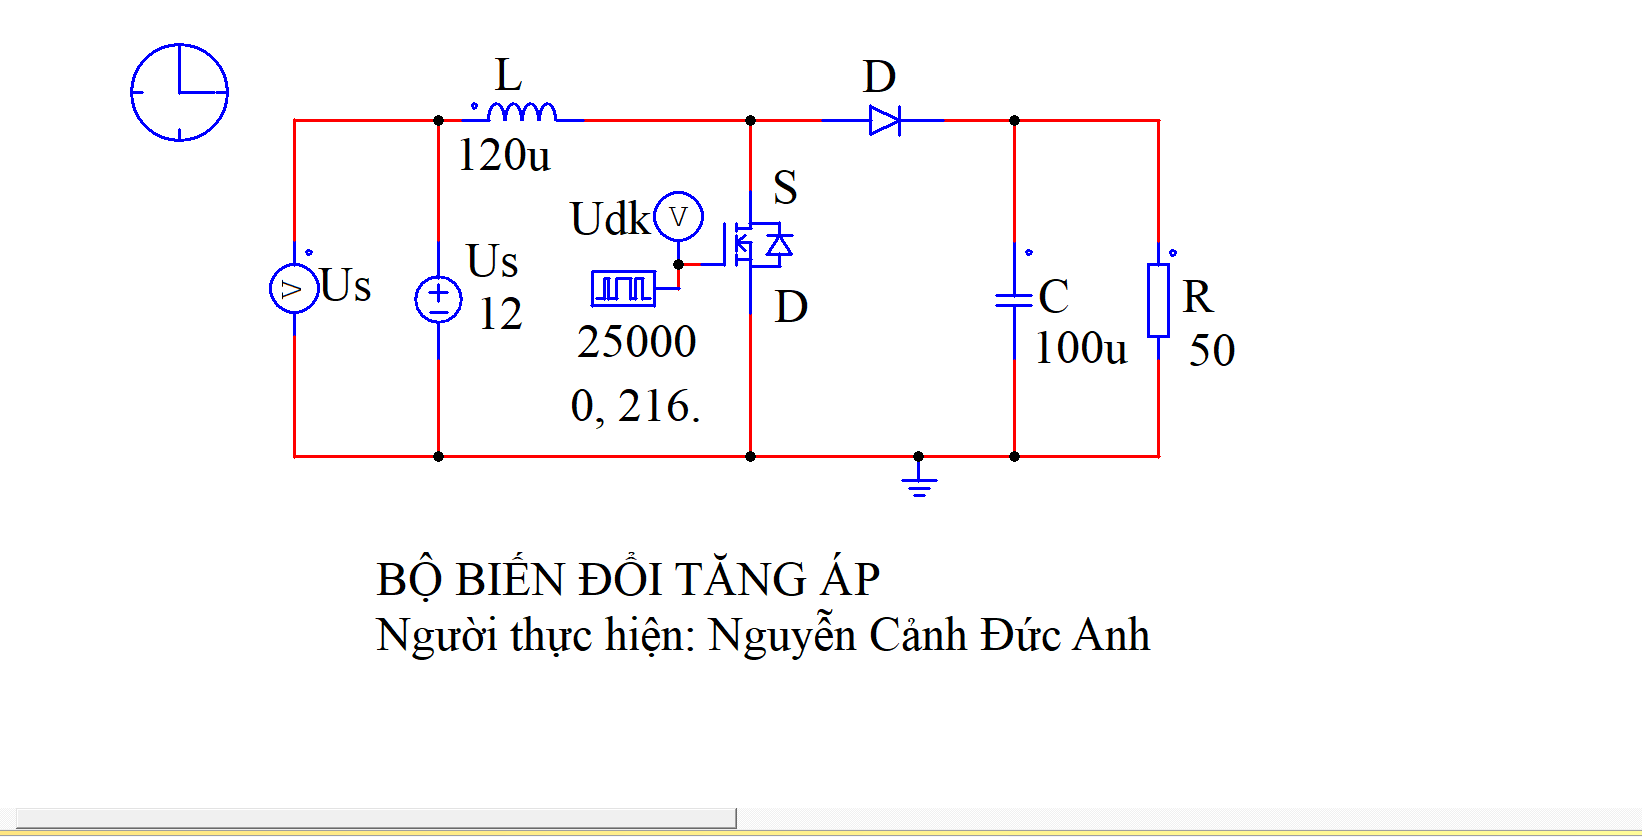 L
D
120u
S
Udk
V
Us
V
Us
12
D
C
R
25000
100u
50
0, 216.
BỘ BIẾN ĐỔI TĂNG ÁP
Người thực hiện: Nguyễn Cảnh Đức Anh